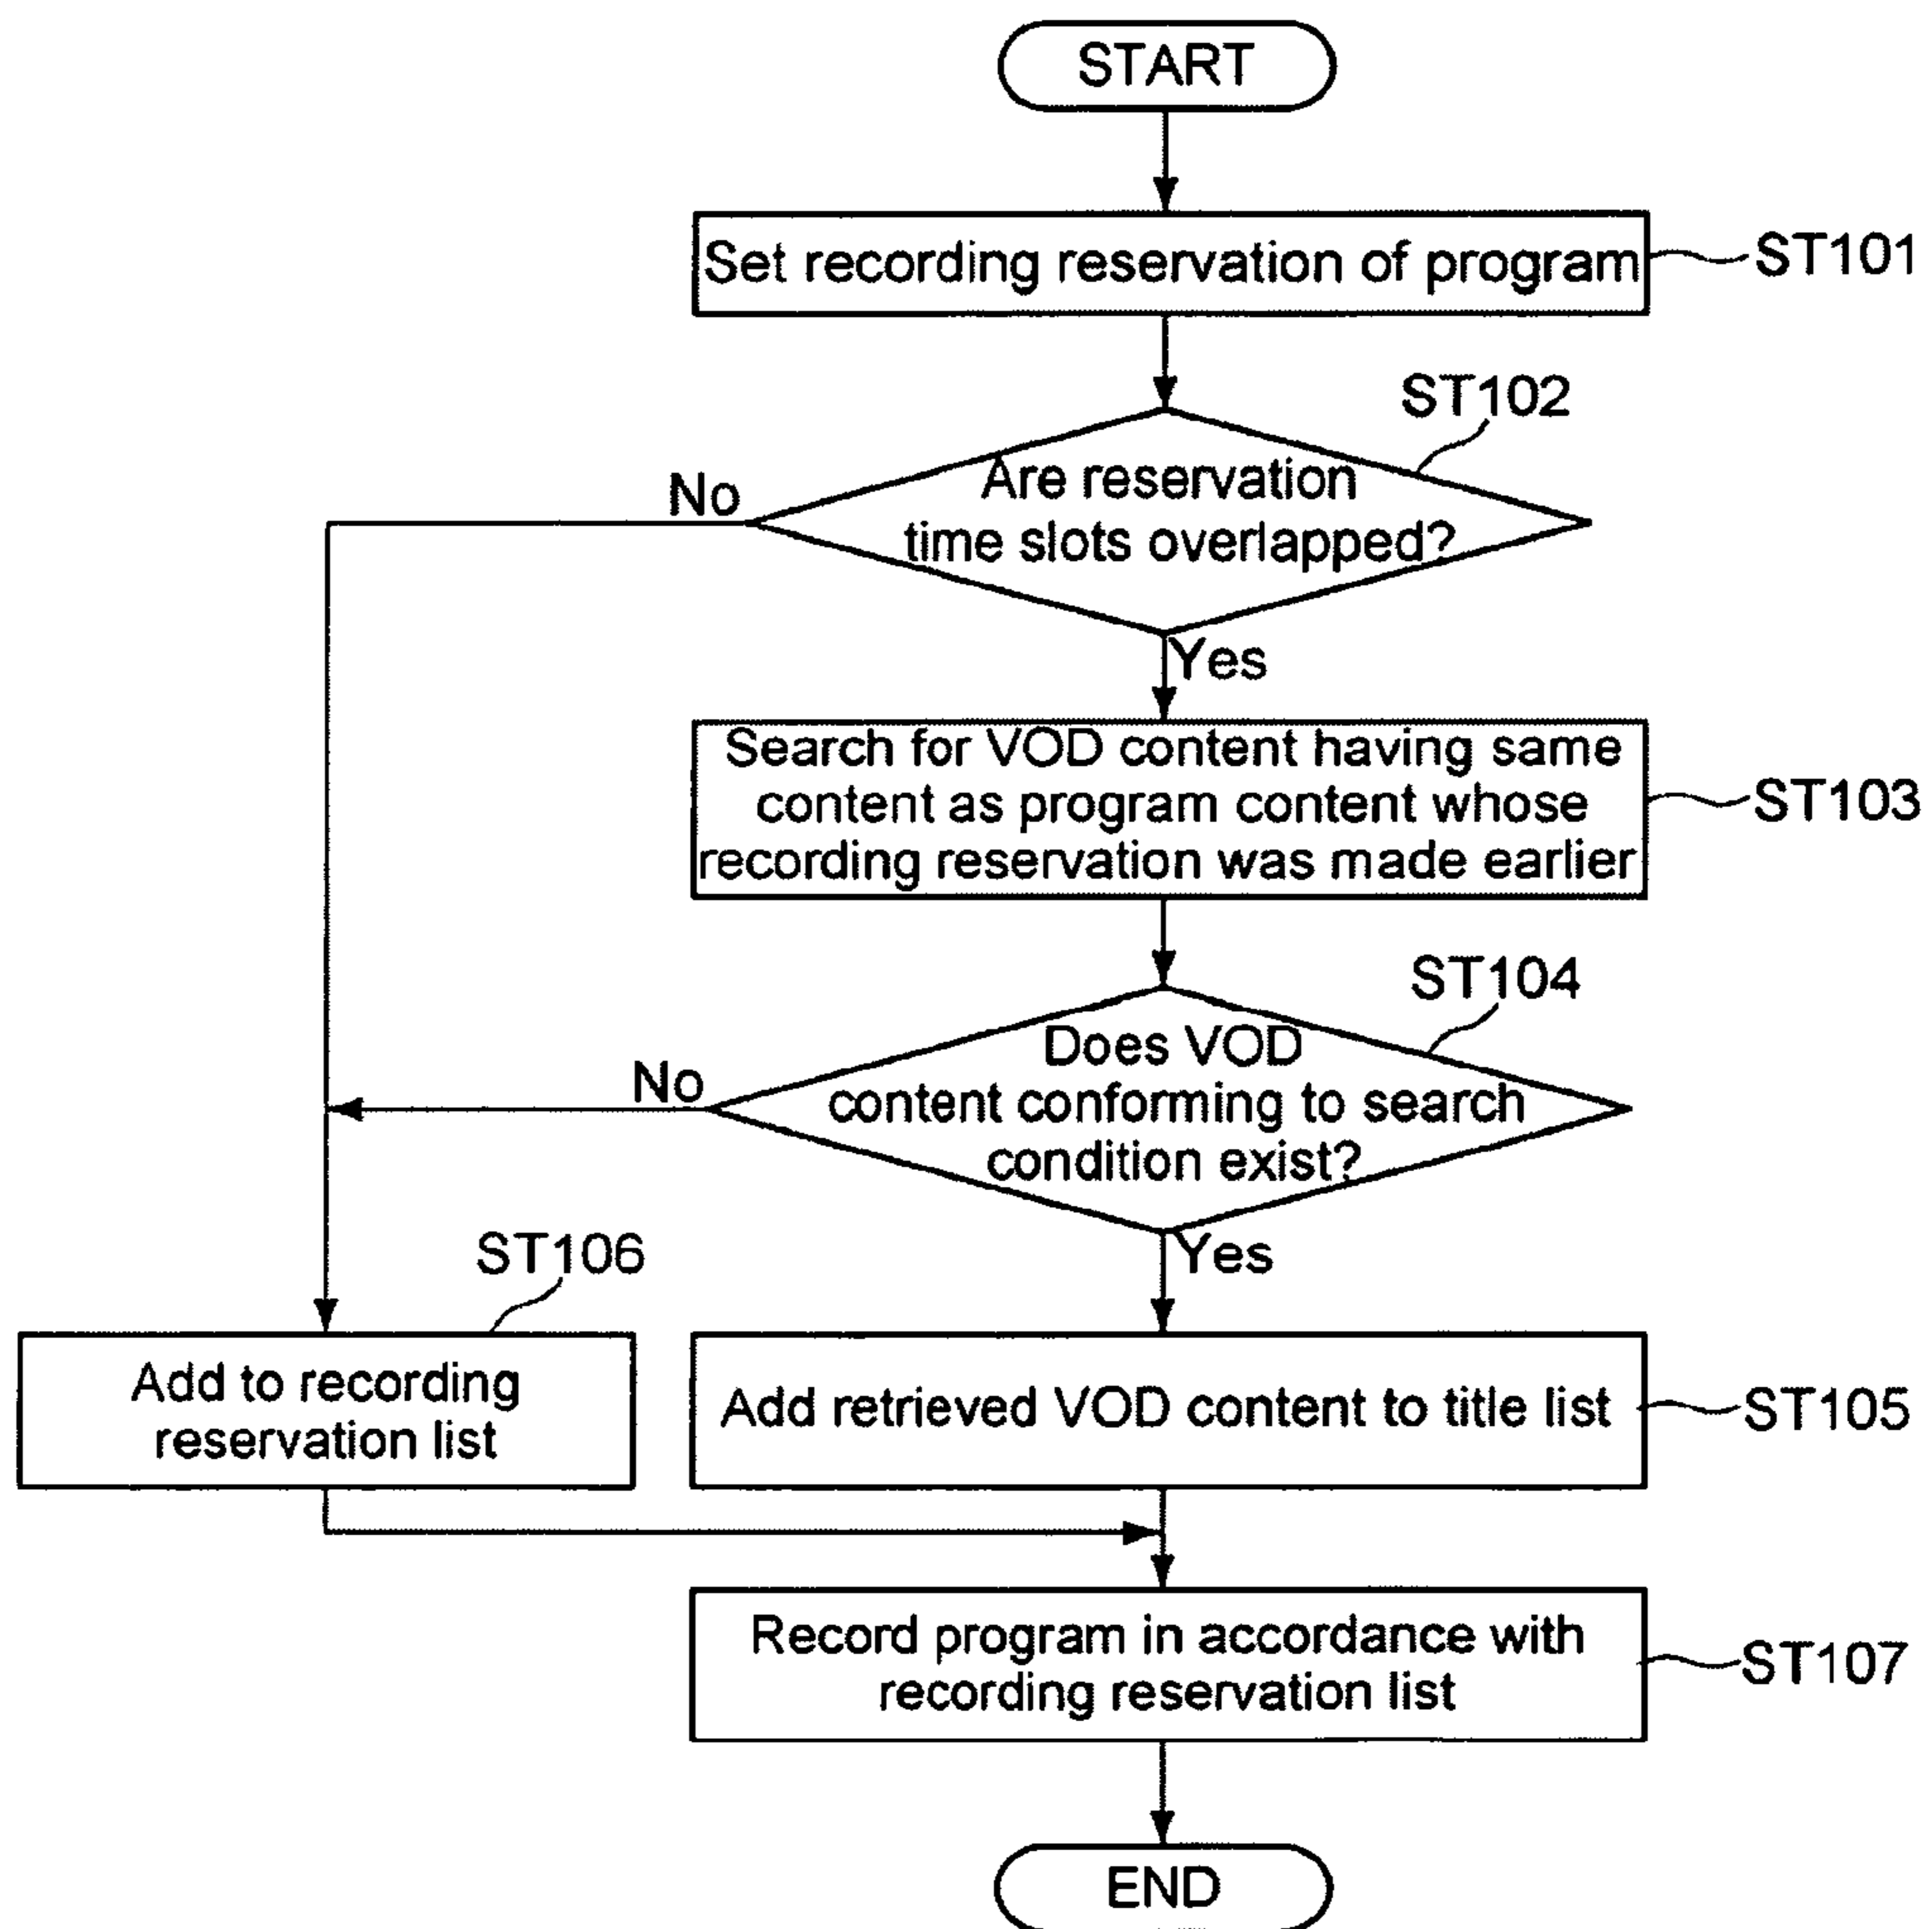 START
Set recording reservation of program
ST101
ST102
Are reservation
time slots overlapped?
No
Yes
Search for VOD content having same
content as program content whose
recording reservation was made earlier
ST103
ST104
Does VOD
content conforming to search
condition exist?
No
Yes
ST106
Add to recording
reservation list
Add retrieved VOD content to title list
ST105
Record program in accordance with
recording reservation list
ST107
END